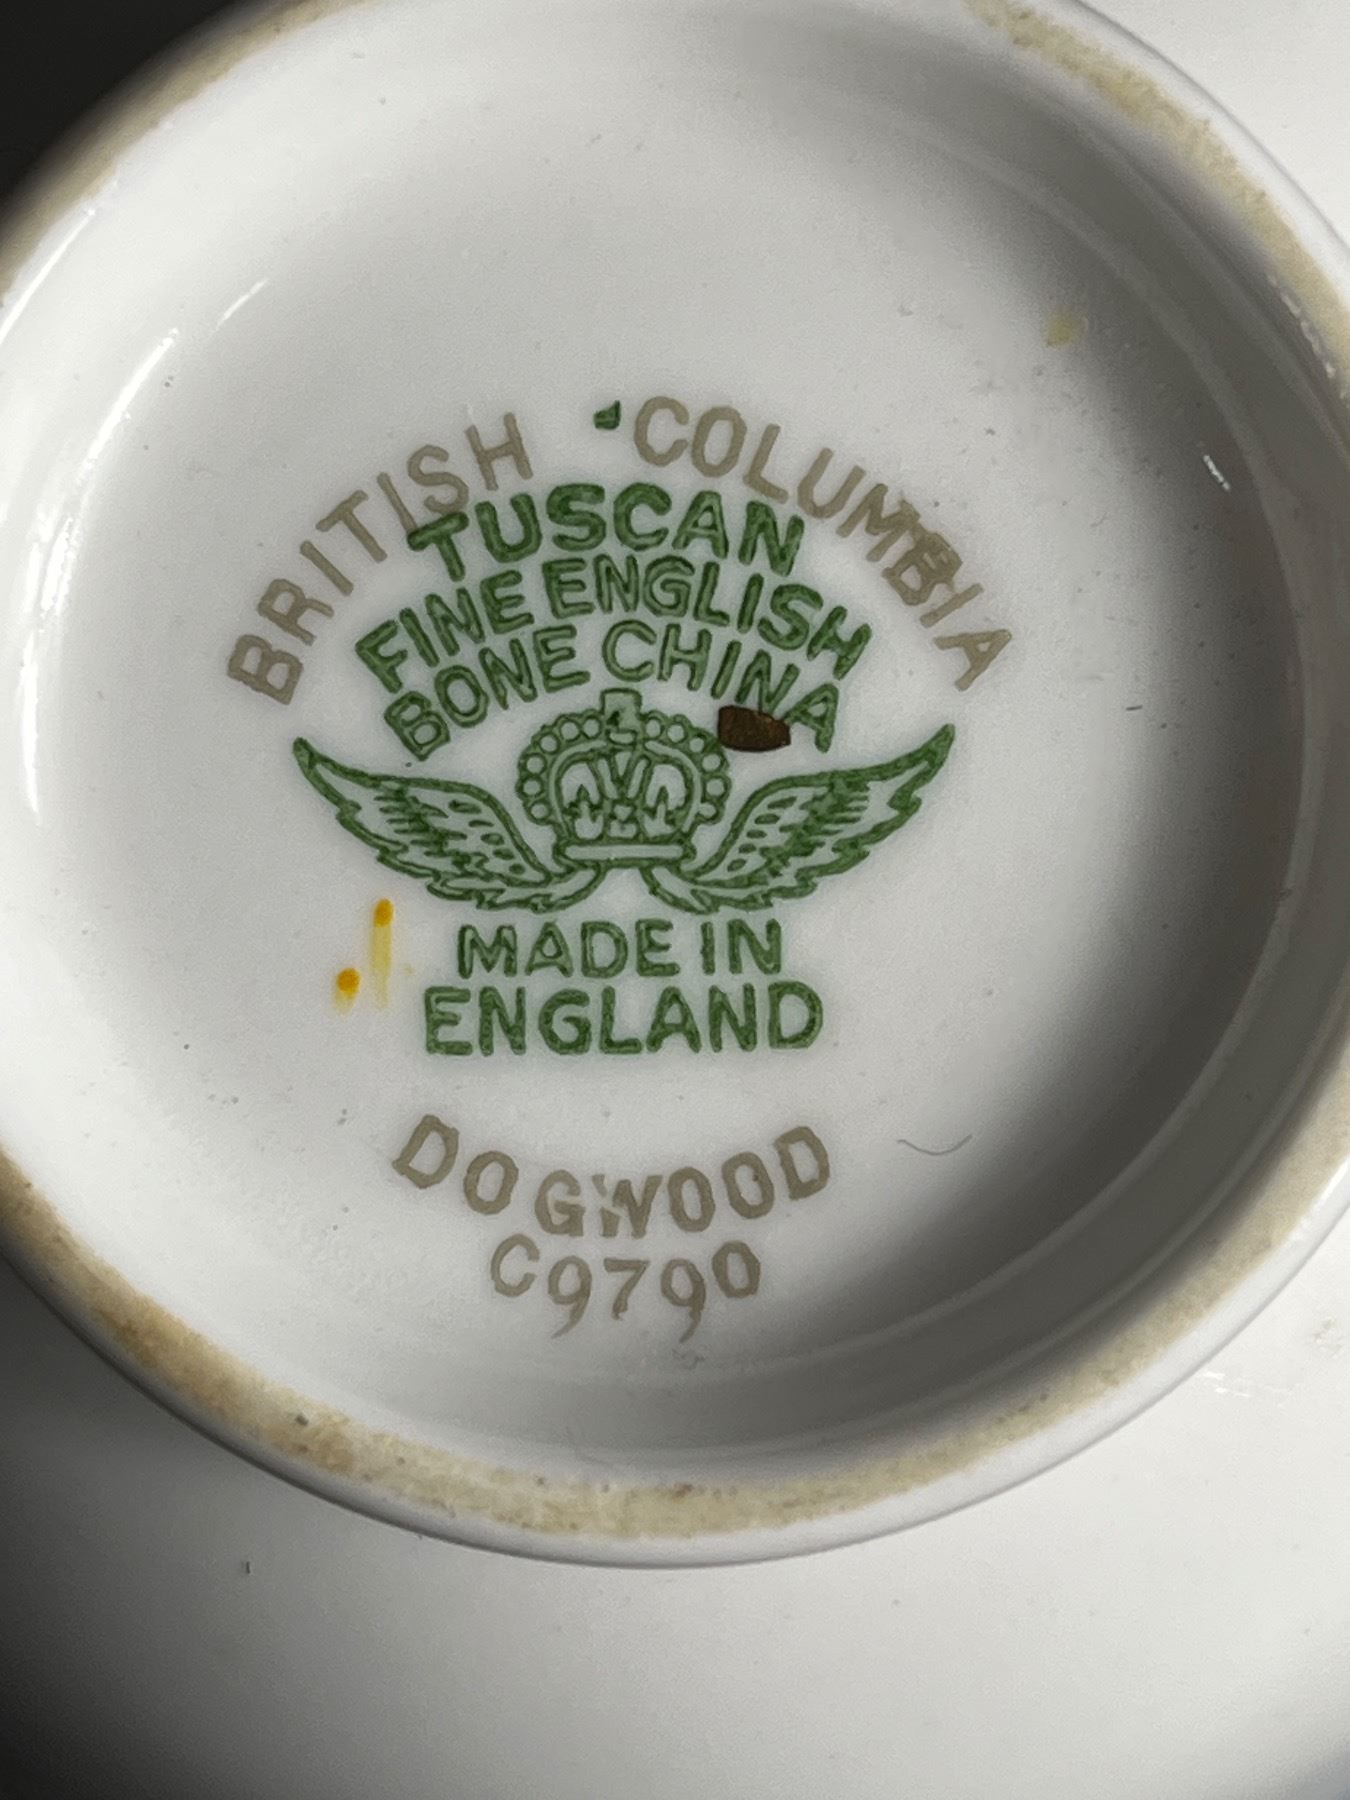 BRITISH COLUMBIA
TUSCAN
FINE ENGLISH
BONE CHINA
MADE IN
ENGLAND
DOGWOOD
C9790